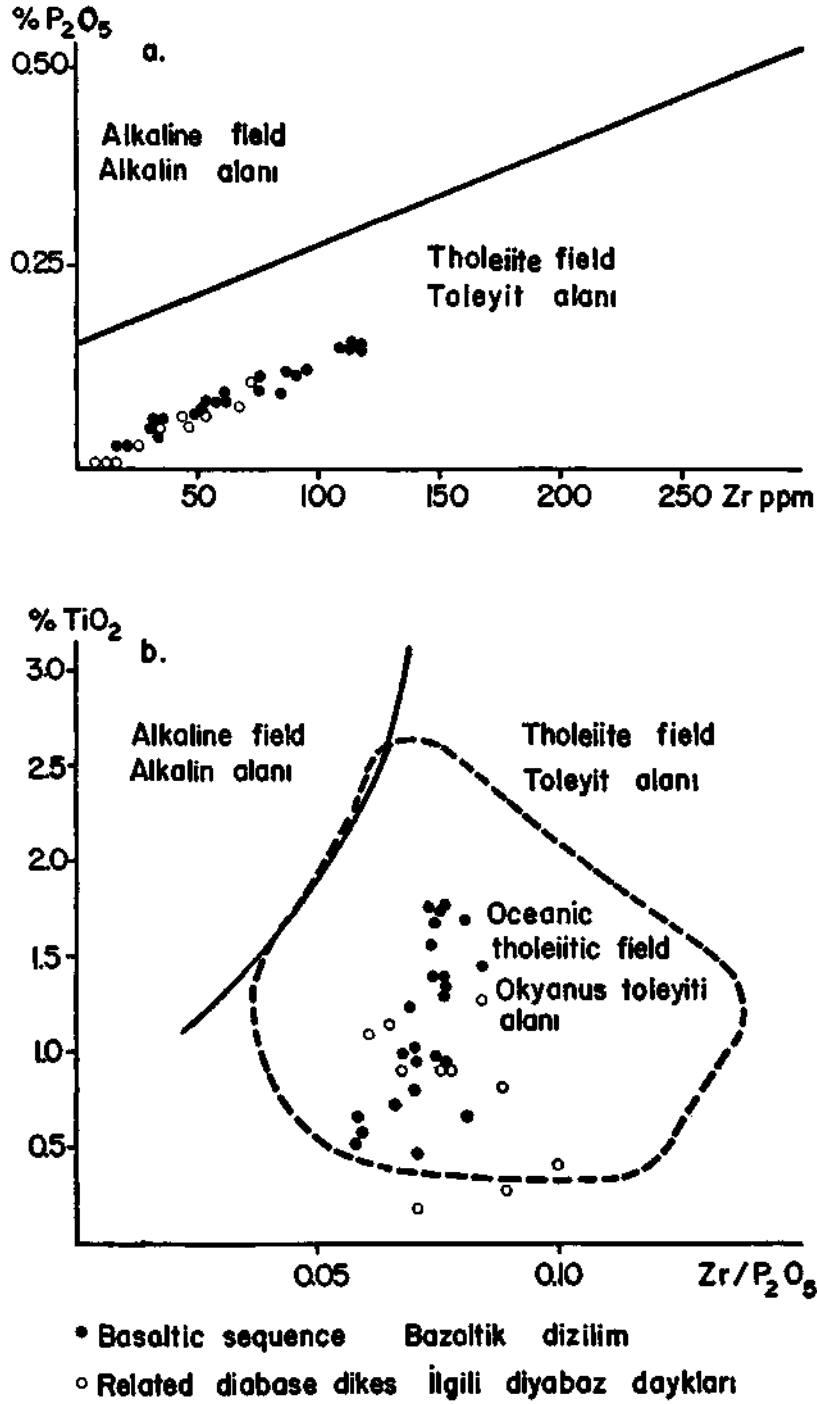 % P₂O₅
a.
0.50
Alkaline field
Alkalin alanı
0.25
Tholeiite field
Toleyit alanı
50 100 150 200 250 Zr ppm
% TiO₂
b.
3.0
Alkaline field
Alkalin alanı
Tholeiite field
Toleyit alanı
2.5
2.0
Oceanic
tholeiitic field
Okyanus toleyiti
alanı
1.5
1.0
0.5
0.05 0.10 Zr/P₂O₅
Basaltic sequence Bazaltik dizilim
Related diabase dikes İlgili diyabaz daykları